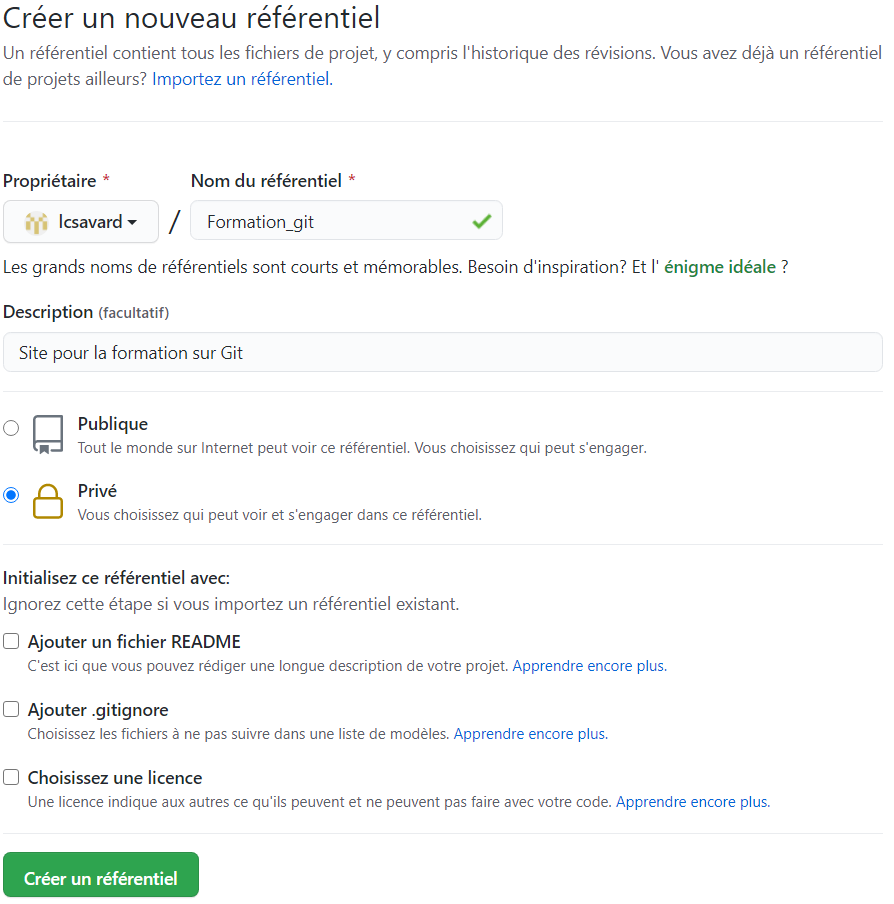 Créer un nouveau référentiel
Un référentiel contient tous les fichiers de projet, y compris l'historique des révisions. Vous avez déjà un référentiel
de projets ailleurs? Importez un référentiel.
Propriétaire * Nom du référentiel *
lcsavard / Formation_git
Les grands noms de référentiels sont courts et mémorables. Besoin d'inspiration? Et l' énigme idéale ?
Description (facultatif)
Site pour la formation sur Git
Publique
Tout le monde sur Internet peut voir ce référentiel. Vous choisissez qui peut s'engager.
Privé
Vous choisissez qui peut voir et s'engager dans ce référentiel.
Initialisez ce référentiel avec:
Ignorez cette étape si vous importez un référentiel existant.
Ajouter un fichier README
C'est ici que vous pouvez rédiger une longue description de votre projet. Apprendre encore plus.
Ajouter .gitignore
Choisissez les fichiers à ne pas suivre dans une liste de modèles. Apprendre encore plus.
Choisissez une licence
Une licence indique aux autres ce qu'ils peuvent et ne peuvent pas faire avec votre code. Apprendre encore plus.
Créer un référentiel